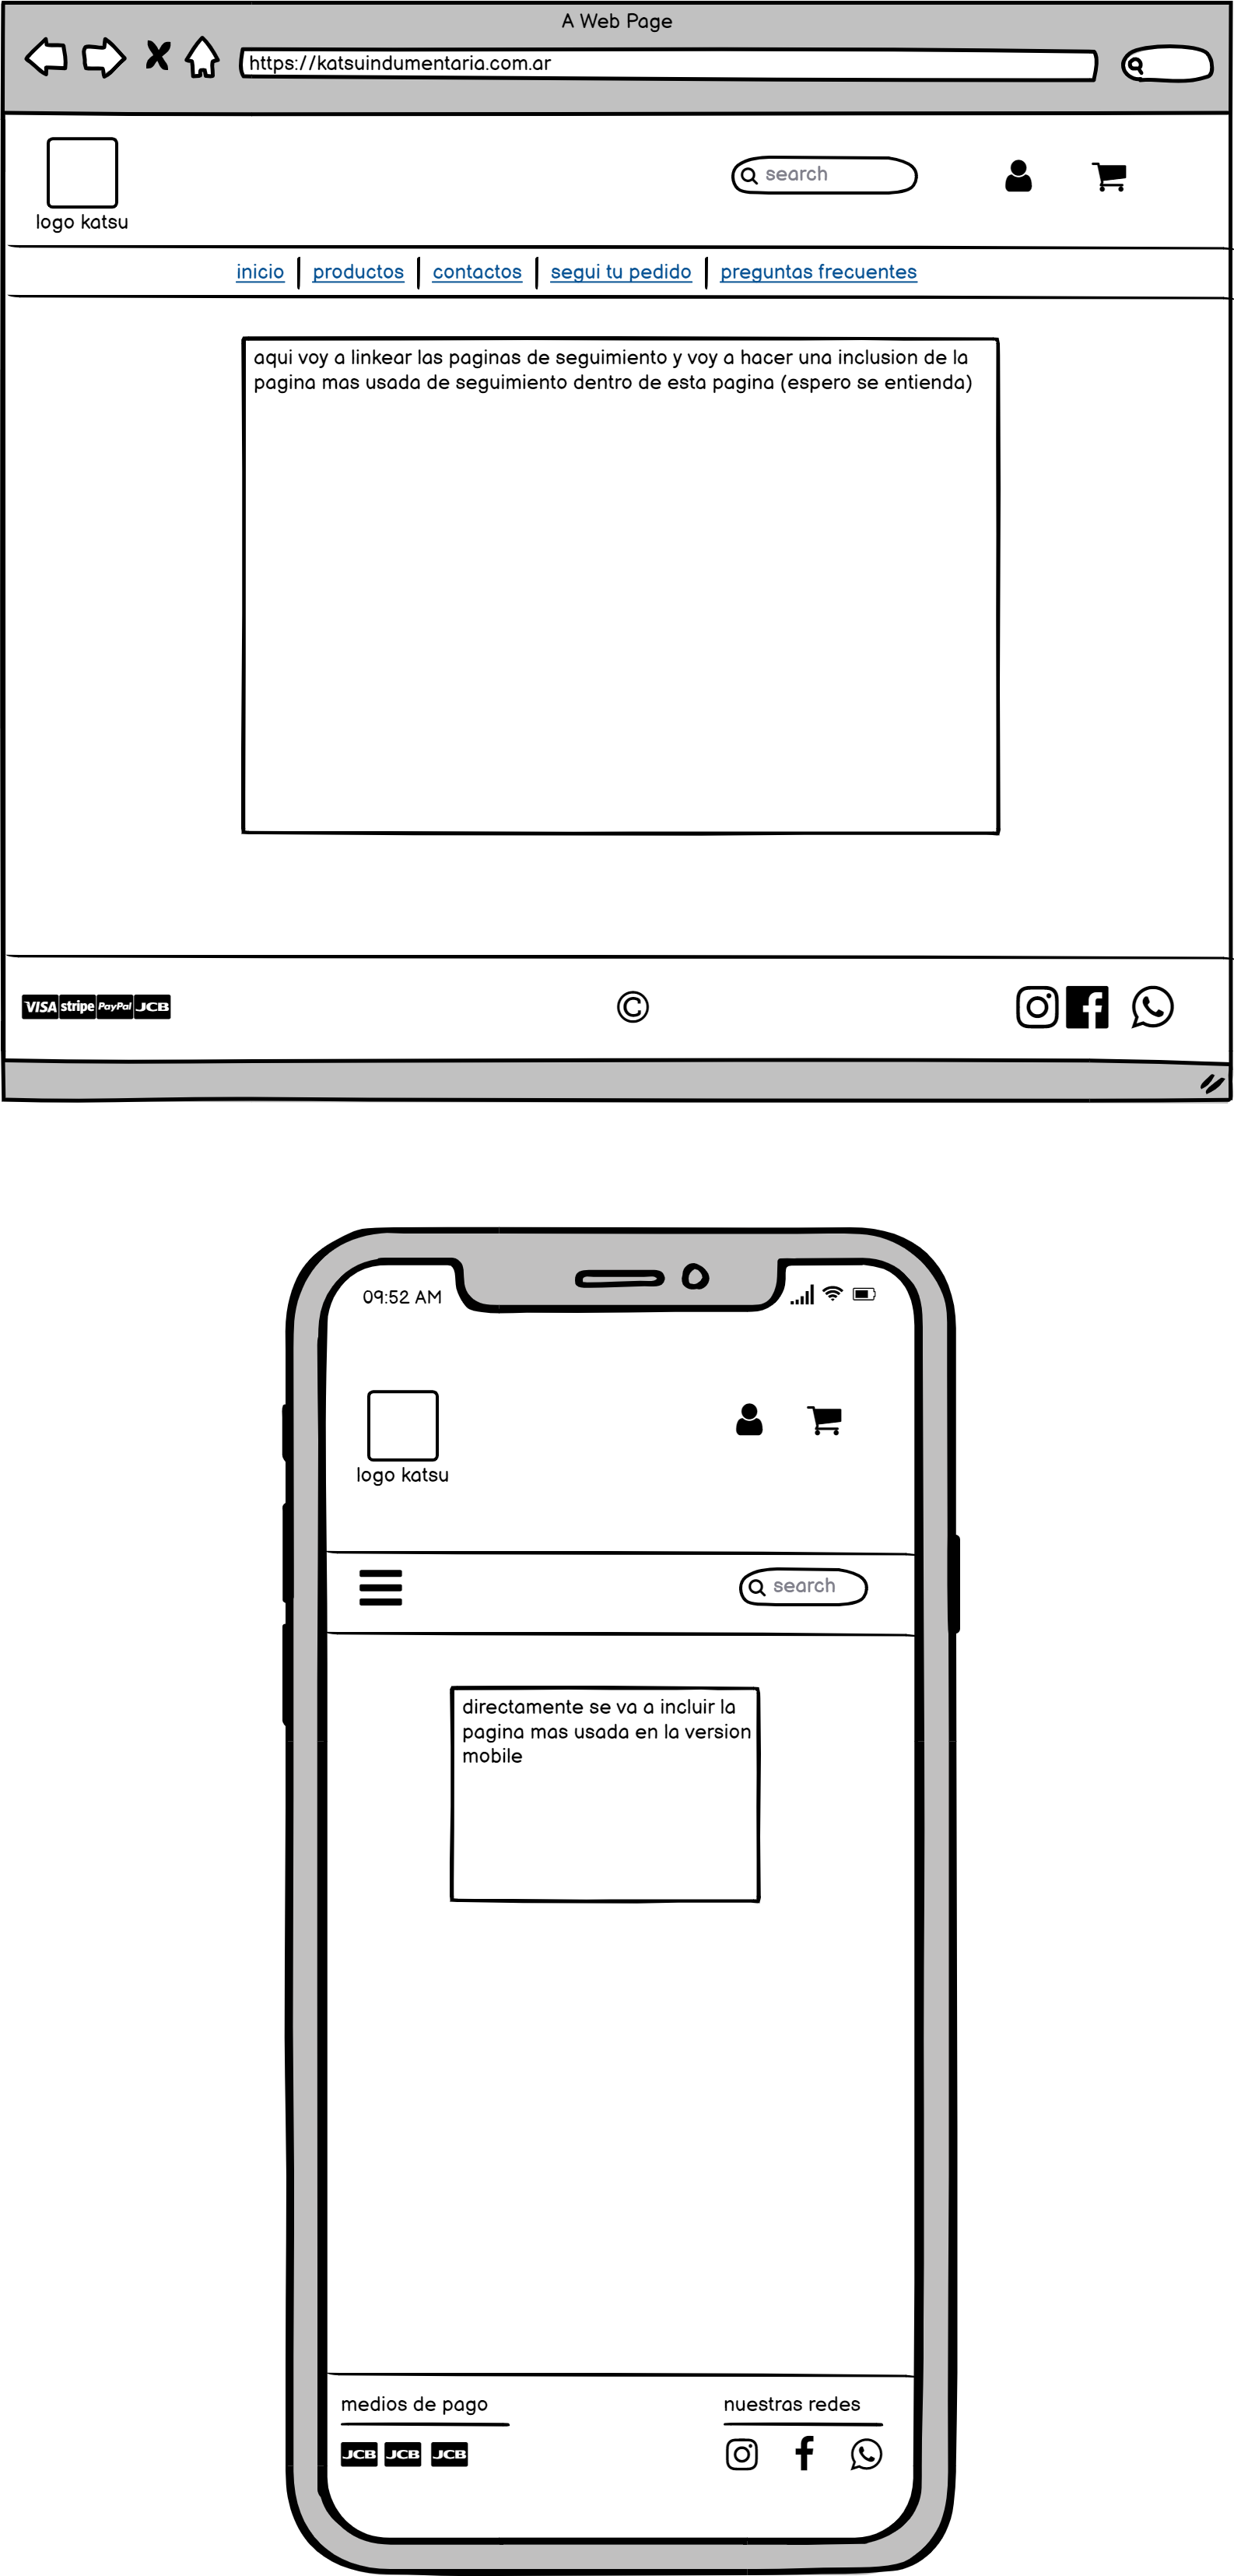 A Web Page
https://katsuindumentaria.com.ar
search
logo katsu
inicio productos contactos segui tu pedido preguntas frecuentes
aqui voy a linkear las paginas de seguimiento y voy a hacer una inclusion de la
pagina mas usada de seguimiento dentro de esta pagina (espero se entienda)
VISA stripe PayPal JCB ©
09:52 AM
logo katsu
search
directamente se va a incluir la
pagina mas usada en la version
mobile
medios de pago nuestras redes
JCB JCB JCB